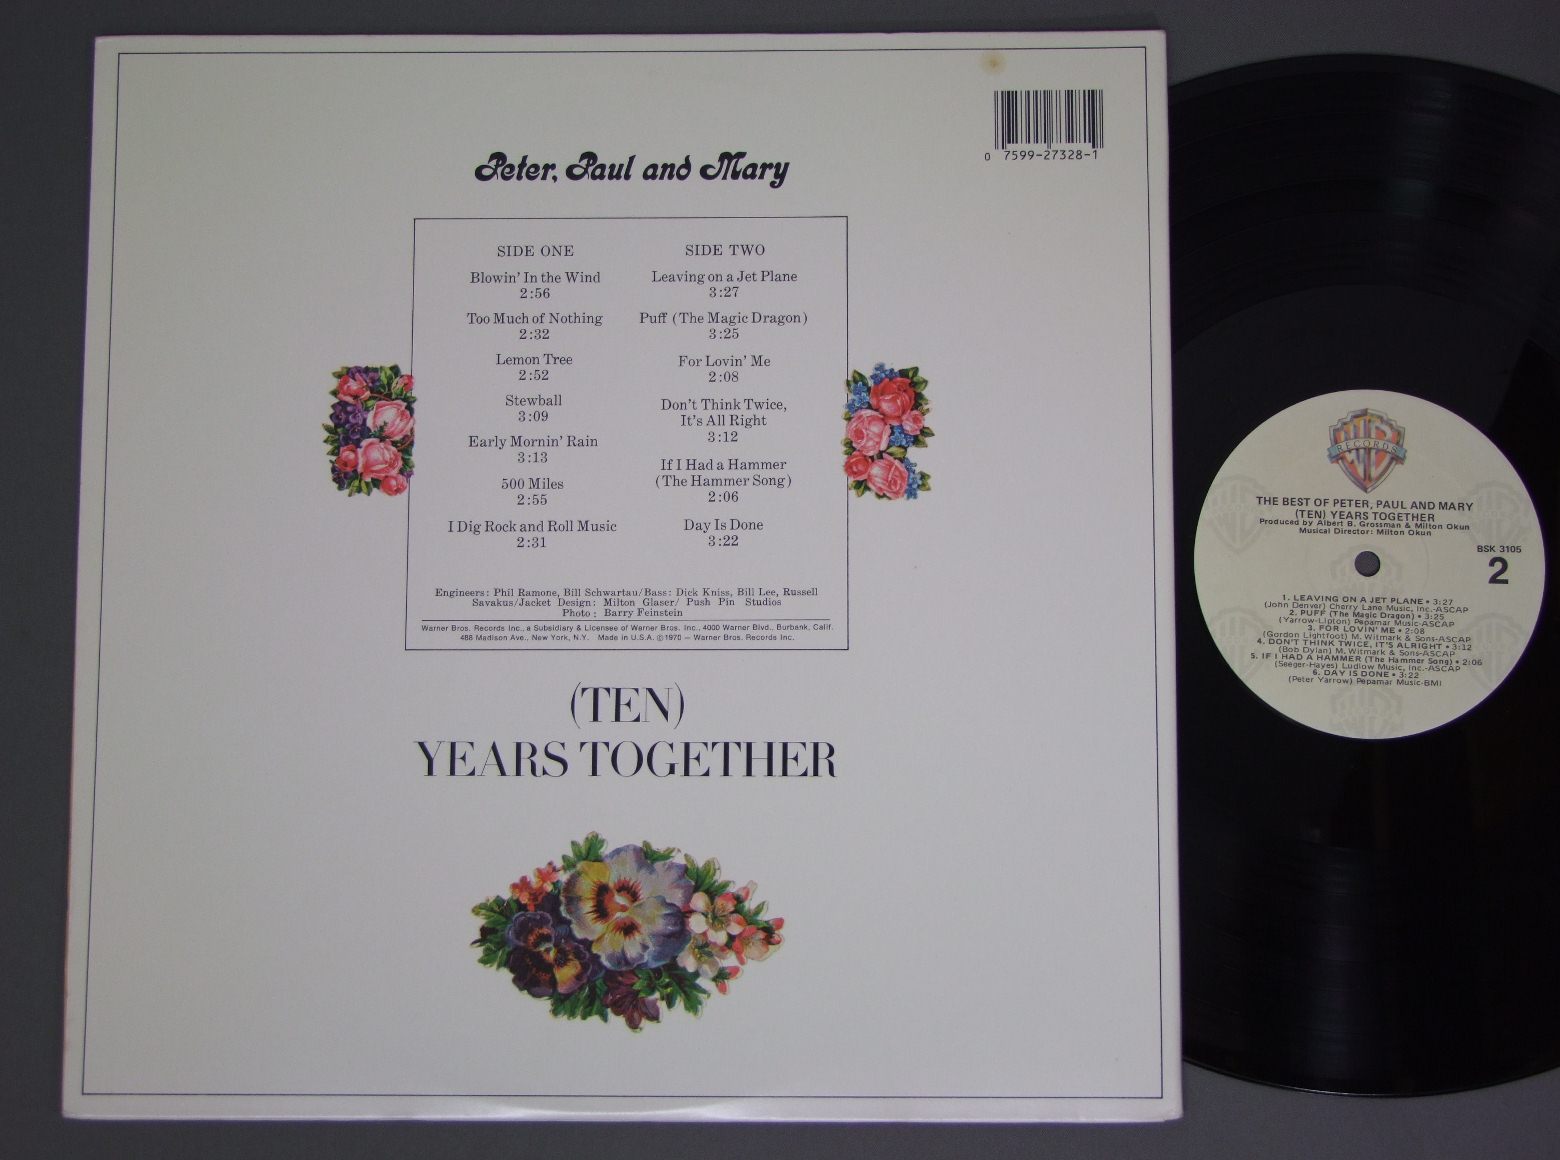 0 7599-27328-1
Peter, Paul and Mary
SIDE ONE
Blowin' In the Wind
2:56
Too Much of Nothing
2:32
Lemon Tree
2:52
Stewball
3:09
Early Mornin' Rain
3:13
500 Miles
2:55
I Dig Rock and Roll Music
2:31
SIDE TWO
Leaving on a Jet Plane
3:27
Puff (The Magic Dragon)
3:25
For Lovin' Me
2:08
Don't Think Twice,
It's All Right
3:12
If I Had a Hammer
(The Hammer Song)
2:06
Day Is Done
3:22
Engineers: Phil Ramone, Bill Schwartau/Bass: Dick Kniss, Bill Lee, Russell
Savakus/Jacket Design: Milton Glaser/ Push Pin Studios
Photo: Barry Feinstein
Warner Bros. Records Inc., a Subsidiary & Licensee of Warner Bros. Inc., 4000 Warner Blvd., Burbank, Calif.
488 Madison Ave., New York, N.Y. Made in U.S.A. ©1970 — Warner Bros. Records Inc.
(TEN)
YEARS TOGETHER
WB
RECORDS
THE BEST OF PETER, PAUL AND MARY
(TEN) YEARS TOGETHER
Produced by Albert B. Grossman & Milton Okun
Musical Director: Milton Okun
BSK 3105
2
1. LEAVING ON A JET PLANE • 3:27
(John Denver) Cherry Lane Music, Inc.-ASCAP
2. PUFF (The Magic Dragon) • 3:25
(Yarrow-Lipton) Pepamar Music-ASCAP
3. FOR LOVIN' ME • 2:08
(Gordon Lightfoot) M. Witmark & Sons-ASCAP
4. DON'T THINK TWICE, IT'S ALRIGHT • 3:12
(Bob Dylan) M. Witmark & Sons-ASCAP
5. IF I HAD A HAMMER (The Hammer Song) • 2:06
(Seeger-Hayes) Ludlow Music, Inc.-ASCAP
6. DAY IS DONE • 3:22
(Peter Yarrow) Pepamar Music-BMI